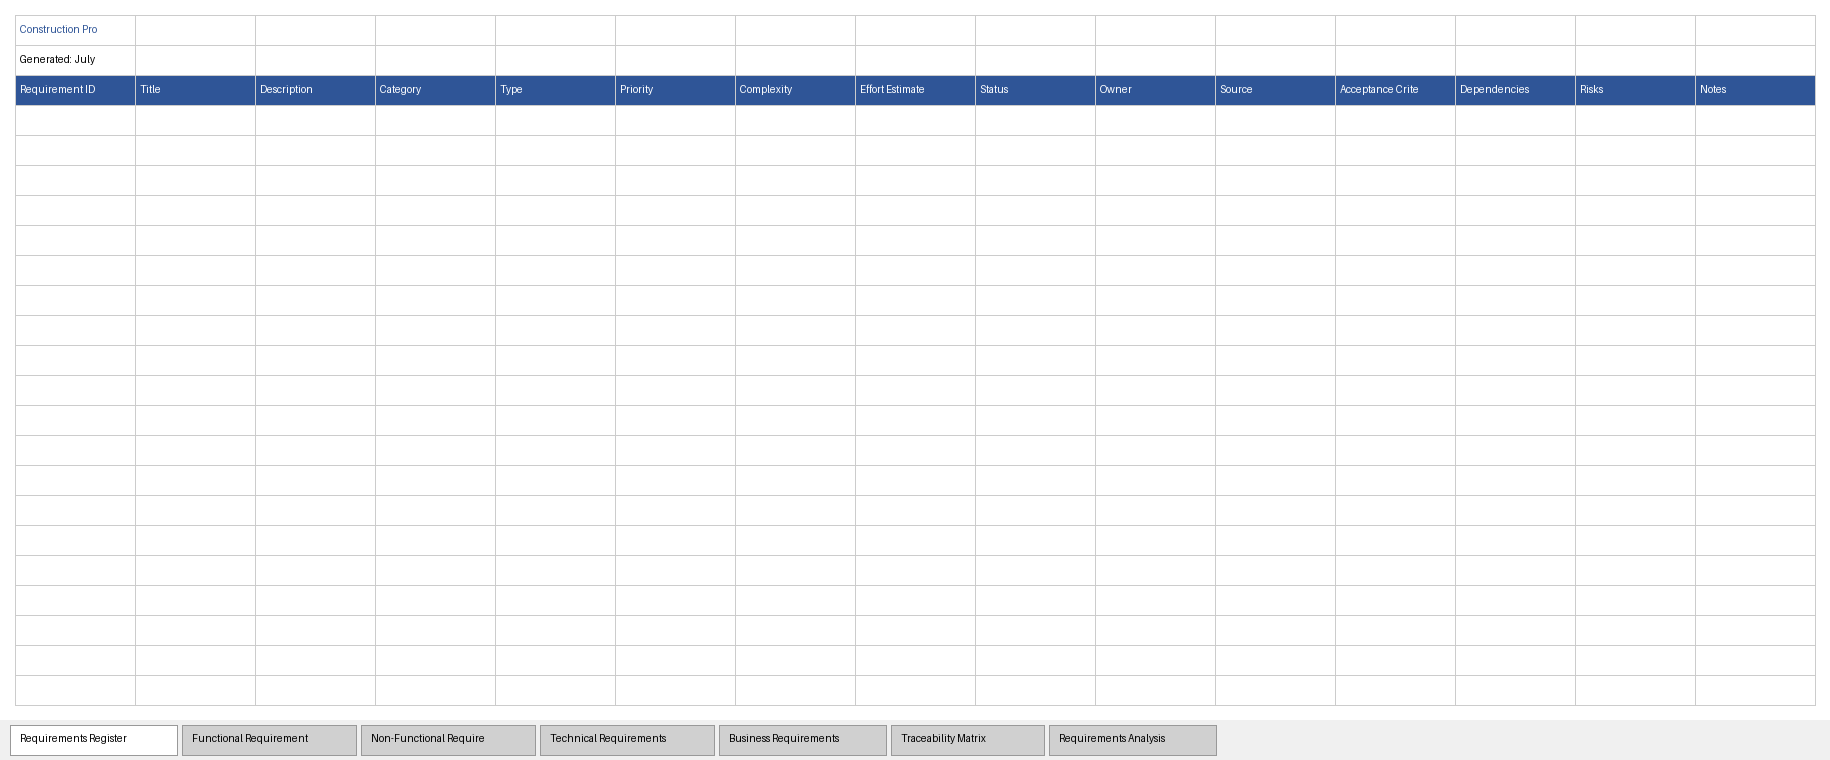 Construction Pro
Generated: July
Requirement ID Title Description Category Type Priority Complexity Effort Estimate Status Owner Source Acceptance Crite Dependencies Risks Notes
Requirements Register Functional Requirement Non-Functional Require Technical Requirements Business Requirements Traceability Matrix Requirements Analysis